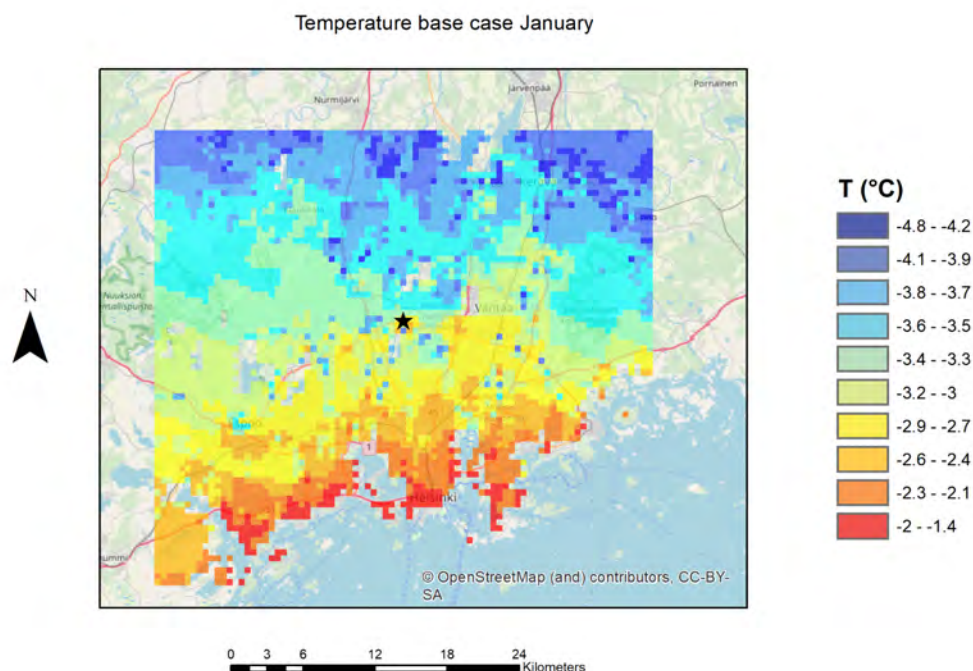 Temperature base case January
Nurmijärvi
Järvenpää
Pornainen
Nuuksion
Vantaa
Espoo
1
Helsinki
© OpenStreetMap (and) contributors, CC-BY-
SA
N
T (°C)
-4.8 - -4.2
-4.1 - -3.9
-3.8 - -3.7
-3.6 - -3.5
-3.4 - -3.3
-3.2 - -3
-2.9 - -2.7
-2.6 - -2.4
-2.3 - -2.1
-2 - -1.4
0 3 6 12 18 24
Kilometers